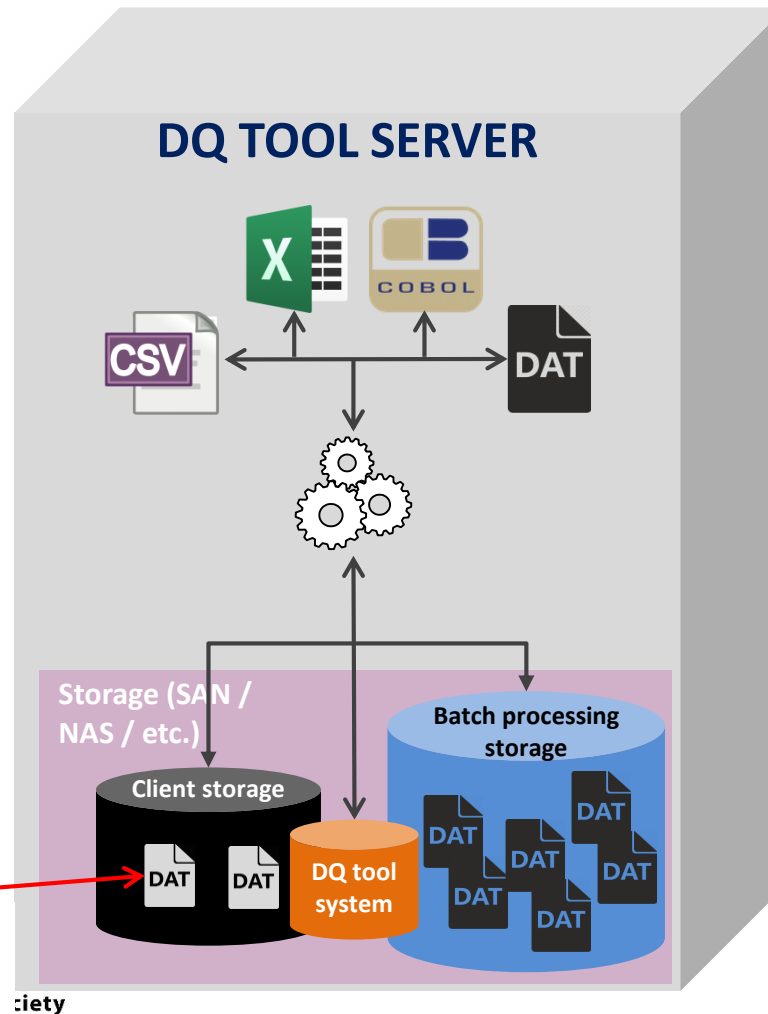 DQ TOOL SERVER
X
COBOL
CSV
DAT
Storage (SAN /
NAS / etc.)
Batch processing
storage
Client storage
DAT
DAT
DQ tool
system
DAT
DAT
DAT
DAT
DAT
DAT
ciety